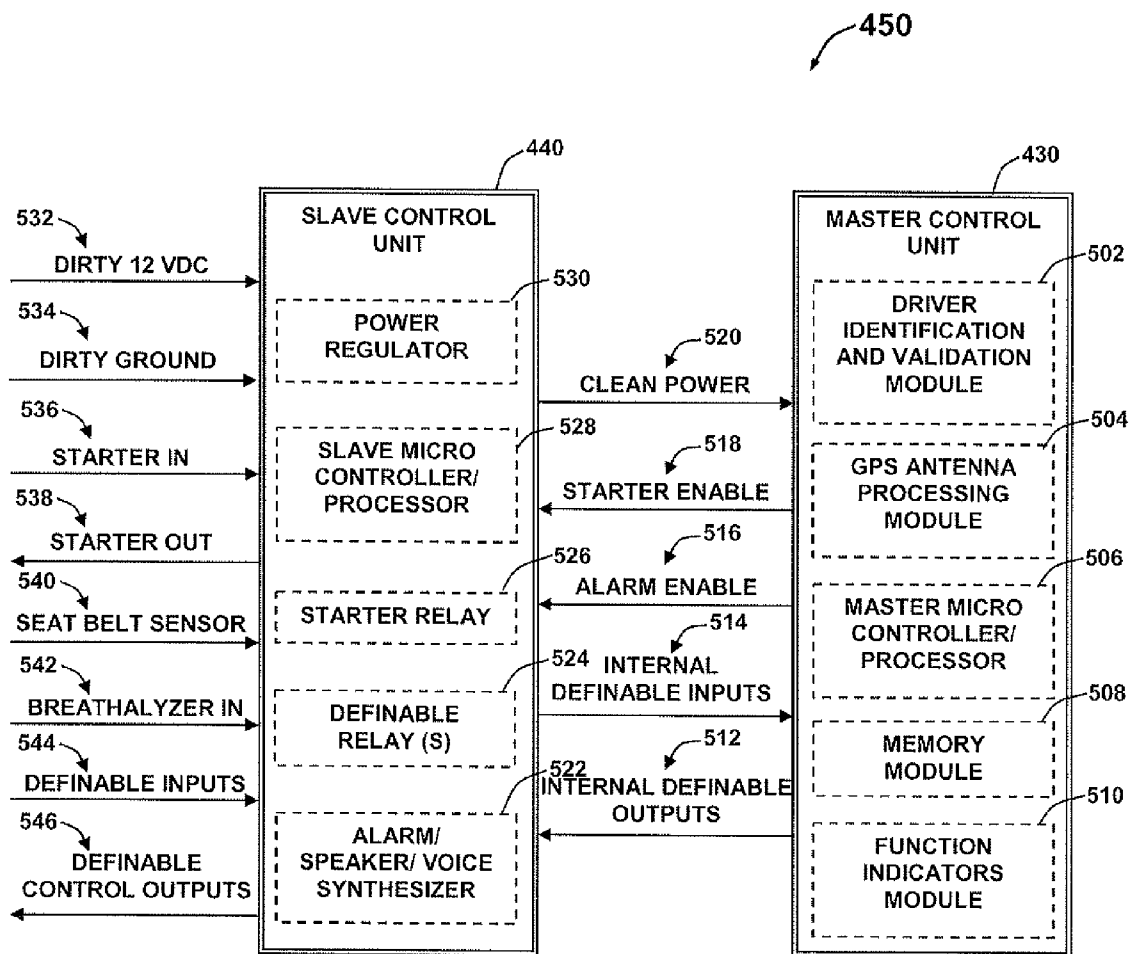 450
440
430
532
DIRTY 12 VDC
534
DIRTY GROUND
536
STARTER IN
538
STARTER OUT
540
SEAT BELT SENSOR
542
BREATHALYZER IN
544
DEFINABLE INPUTS
546
DEFINABLE
CONTROL OUTPUTS
SLAVE CONTROL
UNIT
530
POWER
REGULATOR
528
SLAVE MICRO
CONTROLLER/
PROCESSOR
526
STARTER RELAY
524
DEFINABLE
RELAY (S)
522
ALARM/
SPEAKER/ VOICE
SYNTHESIZER
520
CLEAN POWER
518
STARTER ENABLE
516
ALARM ENABLE
514
INTERNAL
DEFINABLE INPUTS
512
INTERNAL DEFINABLE
OUTPUTS
MASTER CONTROL
UNIT
502
DRIVER
IDENTIFICATION
AND VALIDATION
MODULE
504
GPS ANTENNA
PROCESSING
MODULE
506
MASTER MICRO
CONTROLLER/
PROCESSOR
508
MEMORY
MODULE
510
FUNCTION
INDICATORS
MODULE